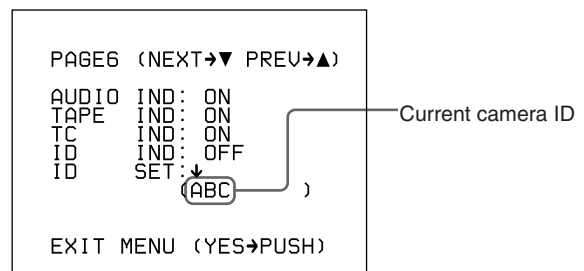 PAGE6 (NEXT→▼ PREV→▲)
AUDIO IND: ON
TAPE IND: ON
TC IND: ON
ID IND: OFF
ID SET:↓
(ABC )
Current camera ID
EXIT MENU (YES→PUSH)